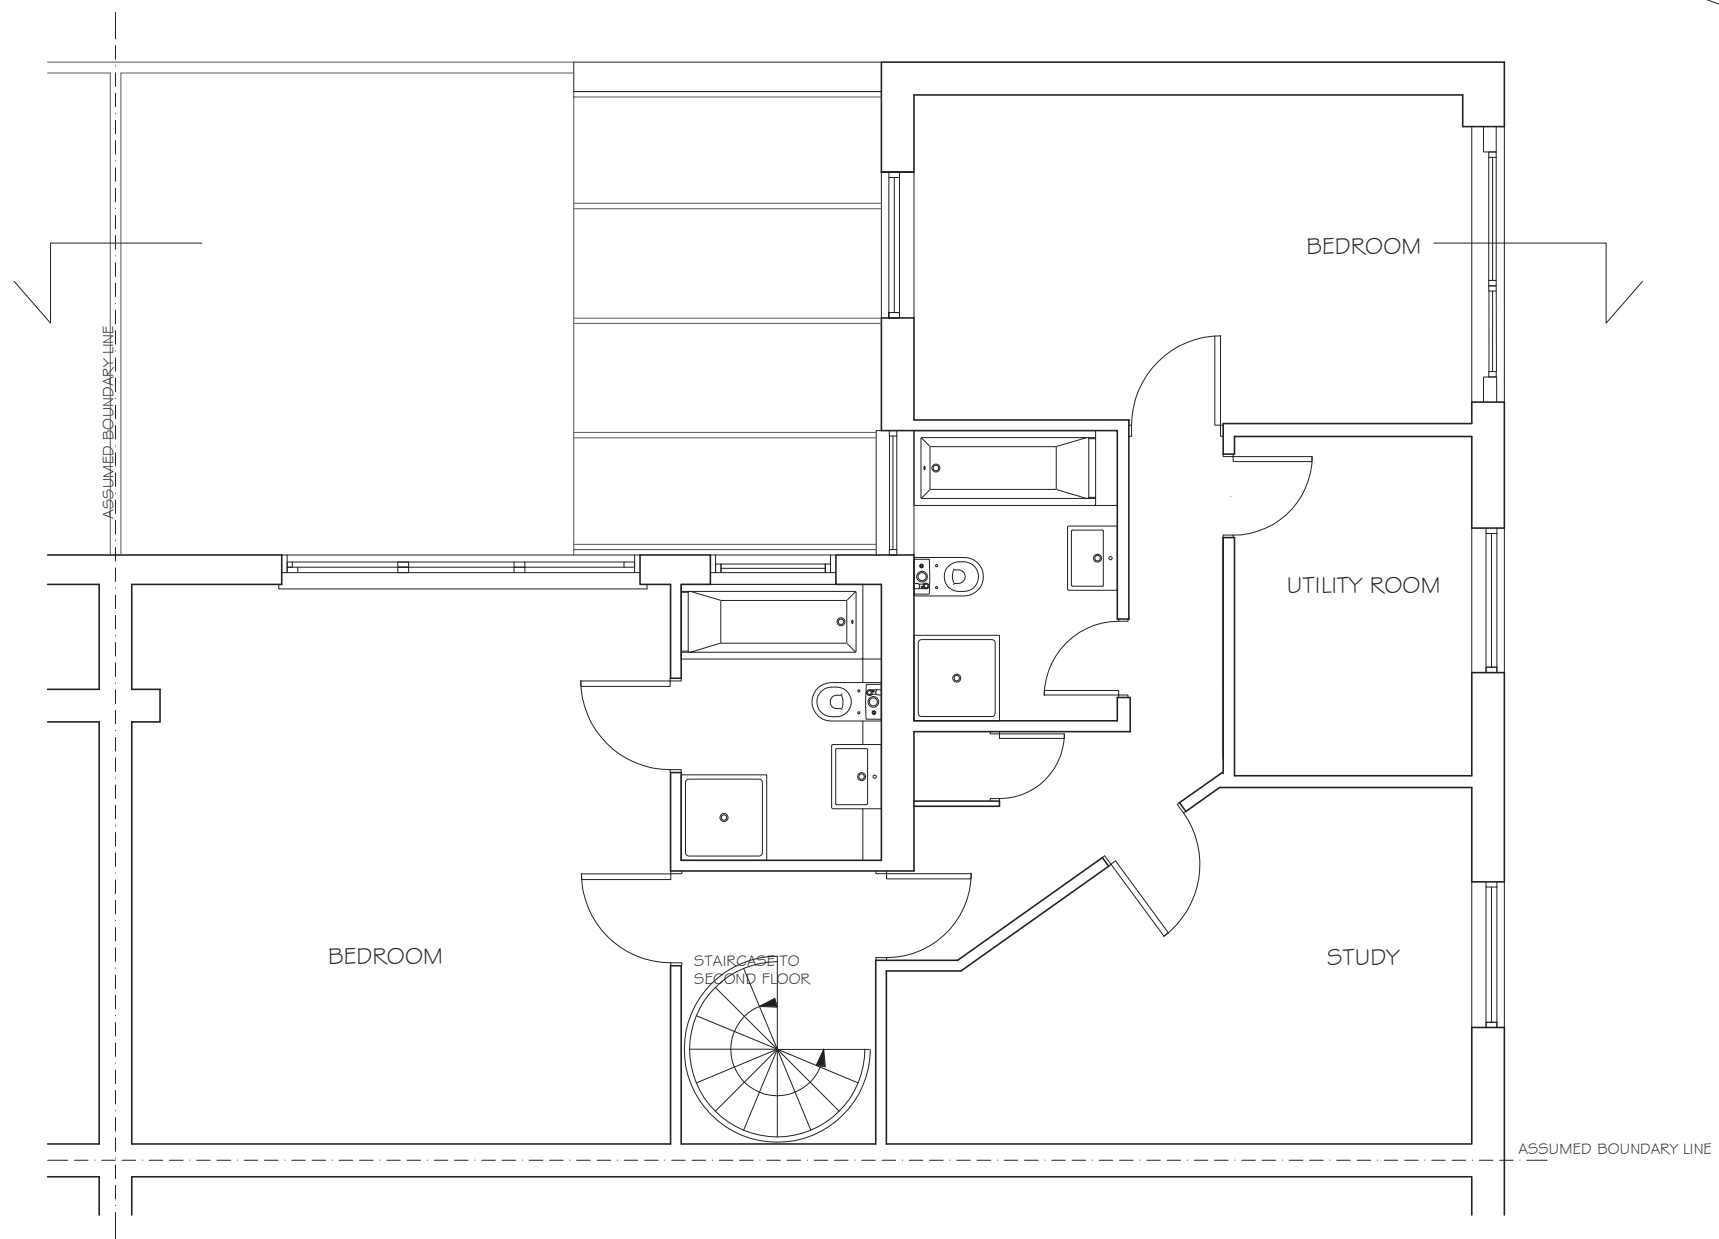 BEDROOM
ASSUMED BOUNDARY LINE
UTILITY ROOM
BEDROOM
STAIRCASE TO
SECOND FLOOR
STUDY
ASSUMED BOUNDARY LINE